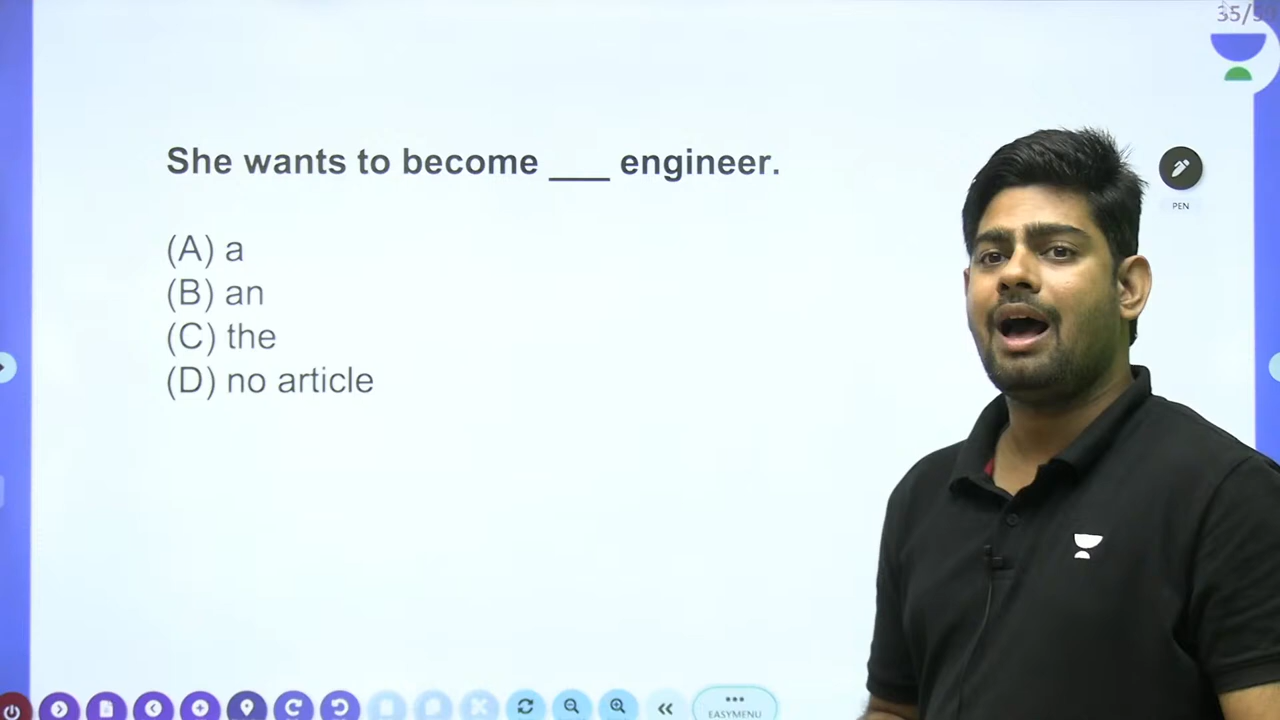 She wants to become ___ engineer.
(A) a
(B) an
(C) the
(D) no article
PEN
EASYMENU